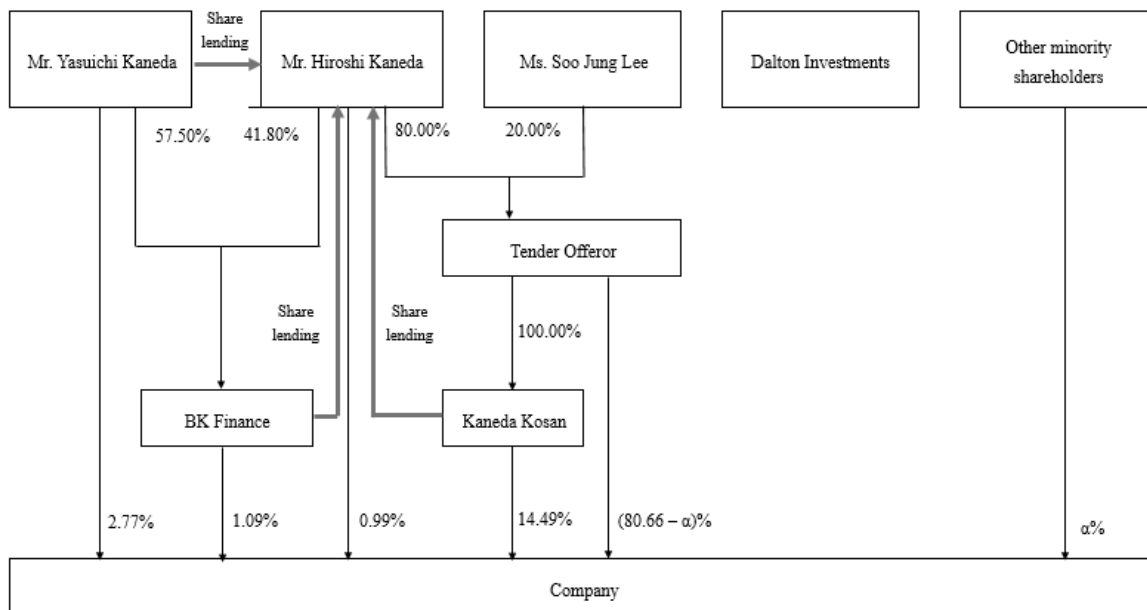 Share
lending
Mr. Yasuichi Kaneda
Mr. Hiroshi Kaneda
Ms. Soo Jung Lee
Dalton Investments
Other minority
shareholders
57.50%
41.80%
80.00%
20.00%
Tender Offeror
Share
lending
Share
lending
100.00%
BK Finance
Kaneda Kosan
2.77%
1.09%
0.99%
14.49%
(80.66 – α)%
α%
Company